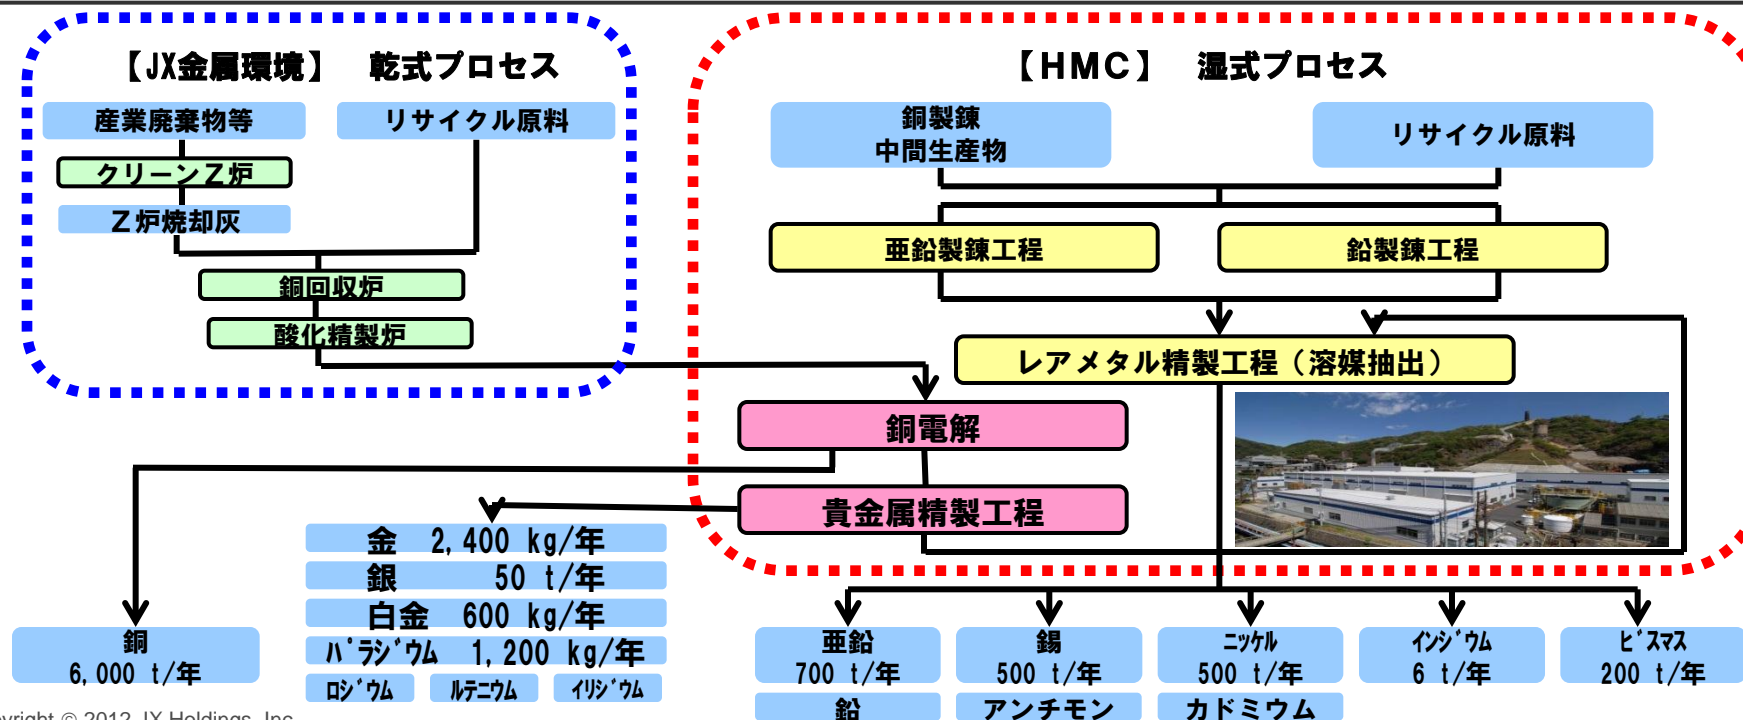 【JX金属環境】 乾式プロセス
産業廃棄物等
リサイクル原料
クリーンZ炉
Z炉焼却灰
銅回収炉
酸化精製炉
【HMC】 湿式プロセス
銅製錬
中間生産物
リサイクル原料
亜鉛製錬工程
鉛製錬工程
レアメタル精製工程（溶媒抽出）
銅電解
貴金属精製工程
金 2,400 kg/年
銀 50 t/年
白金 600 kg/年
パラジウム 1,200 kg/年
ロジウム
ルテニウム
イリジウム
銅
6,000 t/年
亜鉛
700 t/年
錫
500 t/年
ニッケル
500 t/年
インジウム
6 t/年
ビスマス
200 t/年
鉛
アンチモン
カドミウム
yright © 2012 JX Holdings, Inc.